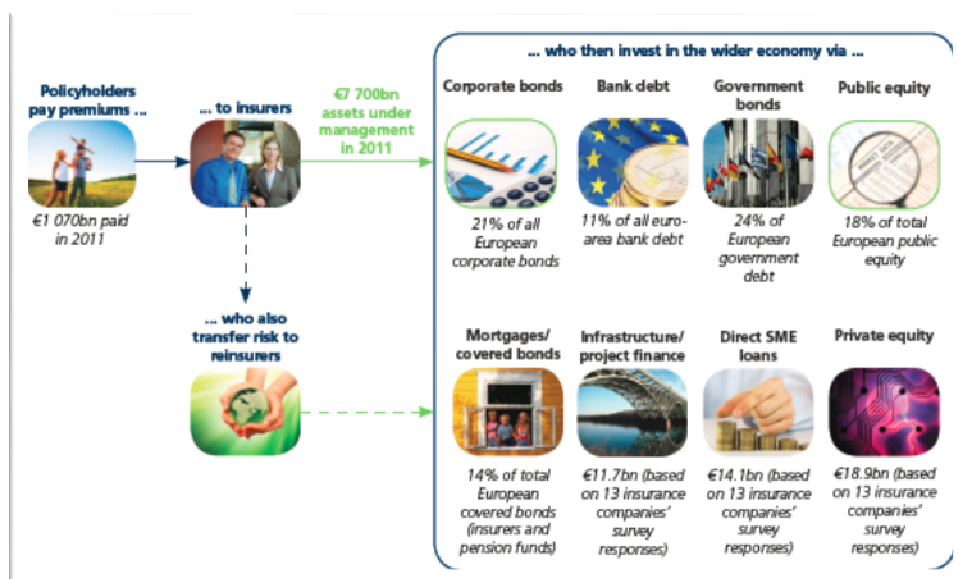 ... who then invest in the wider economy via ...
Policyholders
pay premiums ...
... to insurers
€7 700bn
assets under
management
in 2011
€1 070bn paid
in 2011
Corporate bonds
21% of all
European
corporate bonds
Bank debt
11% of all euro-
area bank debt
Government
bonds
24% of
European
government
debt
Public equity
18% of total
European public
equity
... who also
transfer risk to
reinsurers
Mortgages/
covered bonds
14% of total
European
covered bonds
(insurers and
pension funds)
Infrastructure/
project finance
€11.7bn (based
on 13 insurance
companies'
survey
responses)
Direct SME
loans
€14.1bn (based
on 13 insurance
companies'
survey
responses)
Private equity
€18.9bn (based
on 13 insurance
companies'
survey
responses)